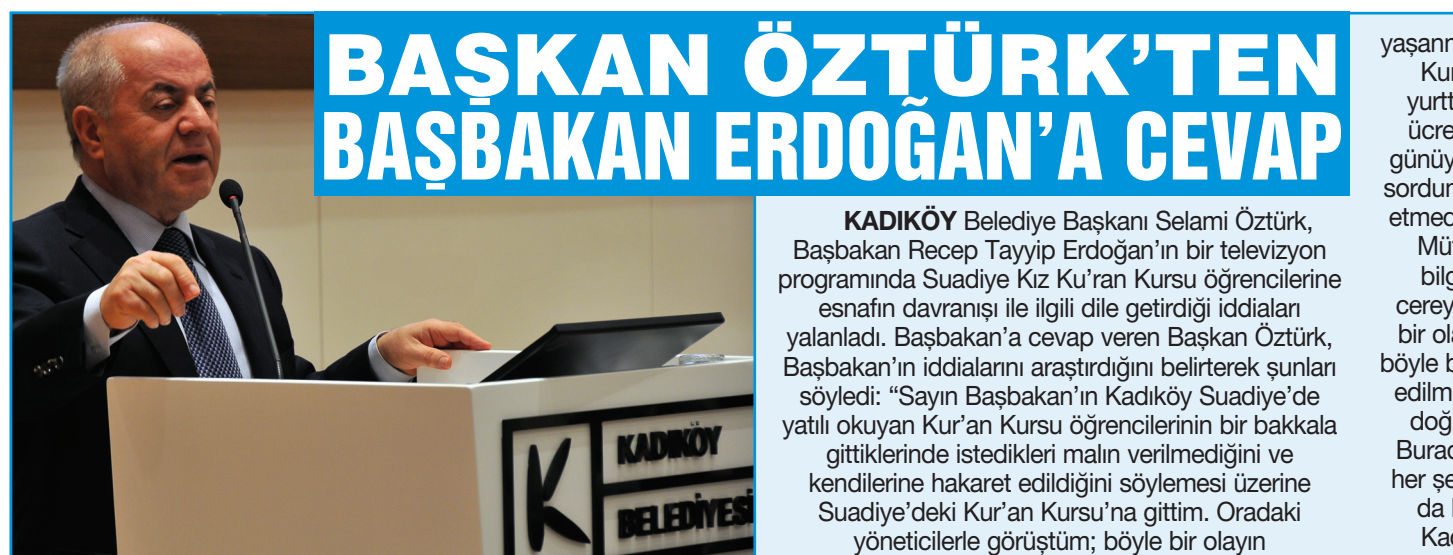 BAŞKAN ÖZTÜRK’TEN
BAŞBAKAN ERDOĞAN’A CEVAP
KADIKÖY Belediye Başkanı Selami Öztürk,
Başbakan Recep Tayyip Erdoğan’ın bir televizyon
programında Suadiye Kız Ku’ran Kursu öğrencilerine
esnafın davranışı ile ilgili dile getirdiği iddiaları
yalanladı. Başbakan’a cevap veren Başkan Öztürk,
Başbakan’ın iddialarını araştırdığını belirterek şunları
söyledi: “Sayın Başbakan’ın Kadıköy Suadiye’de
yatılı okuyan Kur’an Kursu öğrencilerinin bir bakkala
gittiklerinde istedikleri malın verilmediğini ve
kendilerine hakaret edildiğini söylemesi üzerine
Suadiye’deki Kur’an Kursu’na gittim. Oradaki
yöneticilerle görüştüm; böyle bir olayın
bir
böyle
her
da
KADIKÖY
BELEDİYESİ